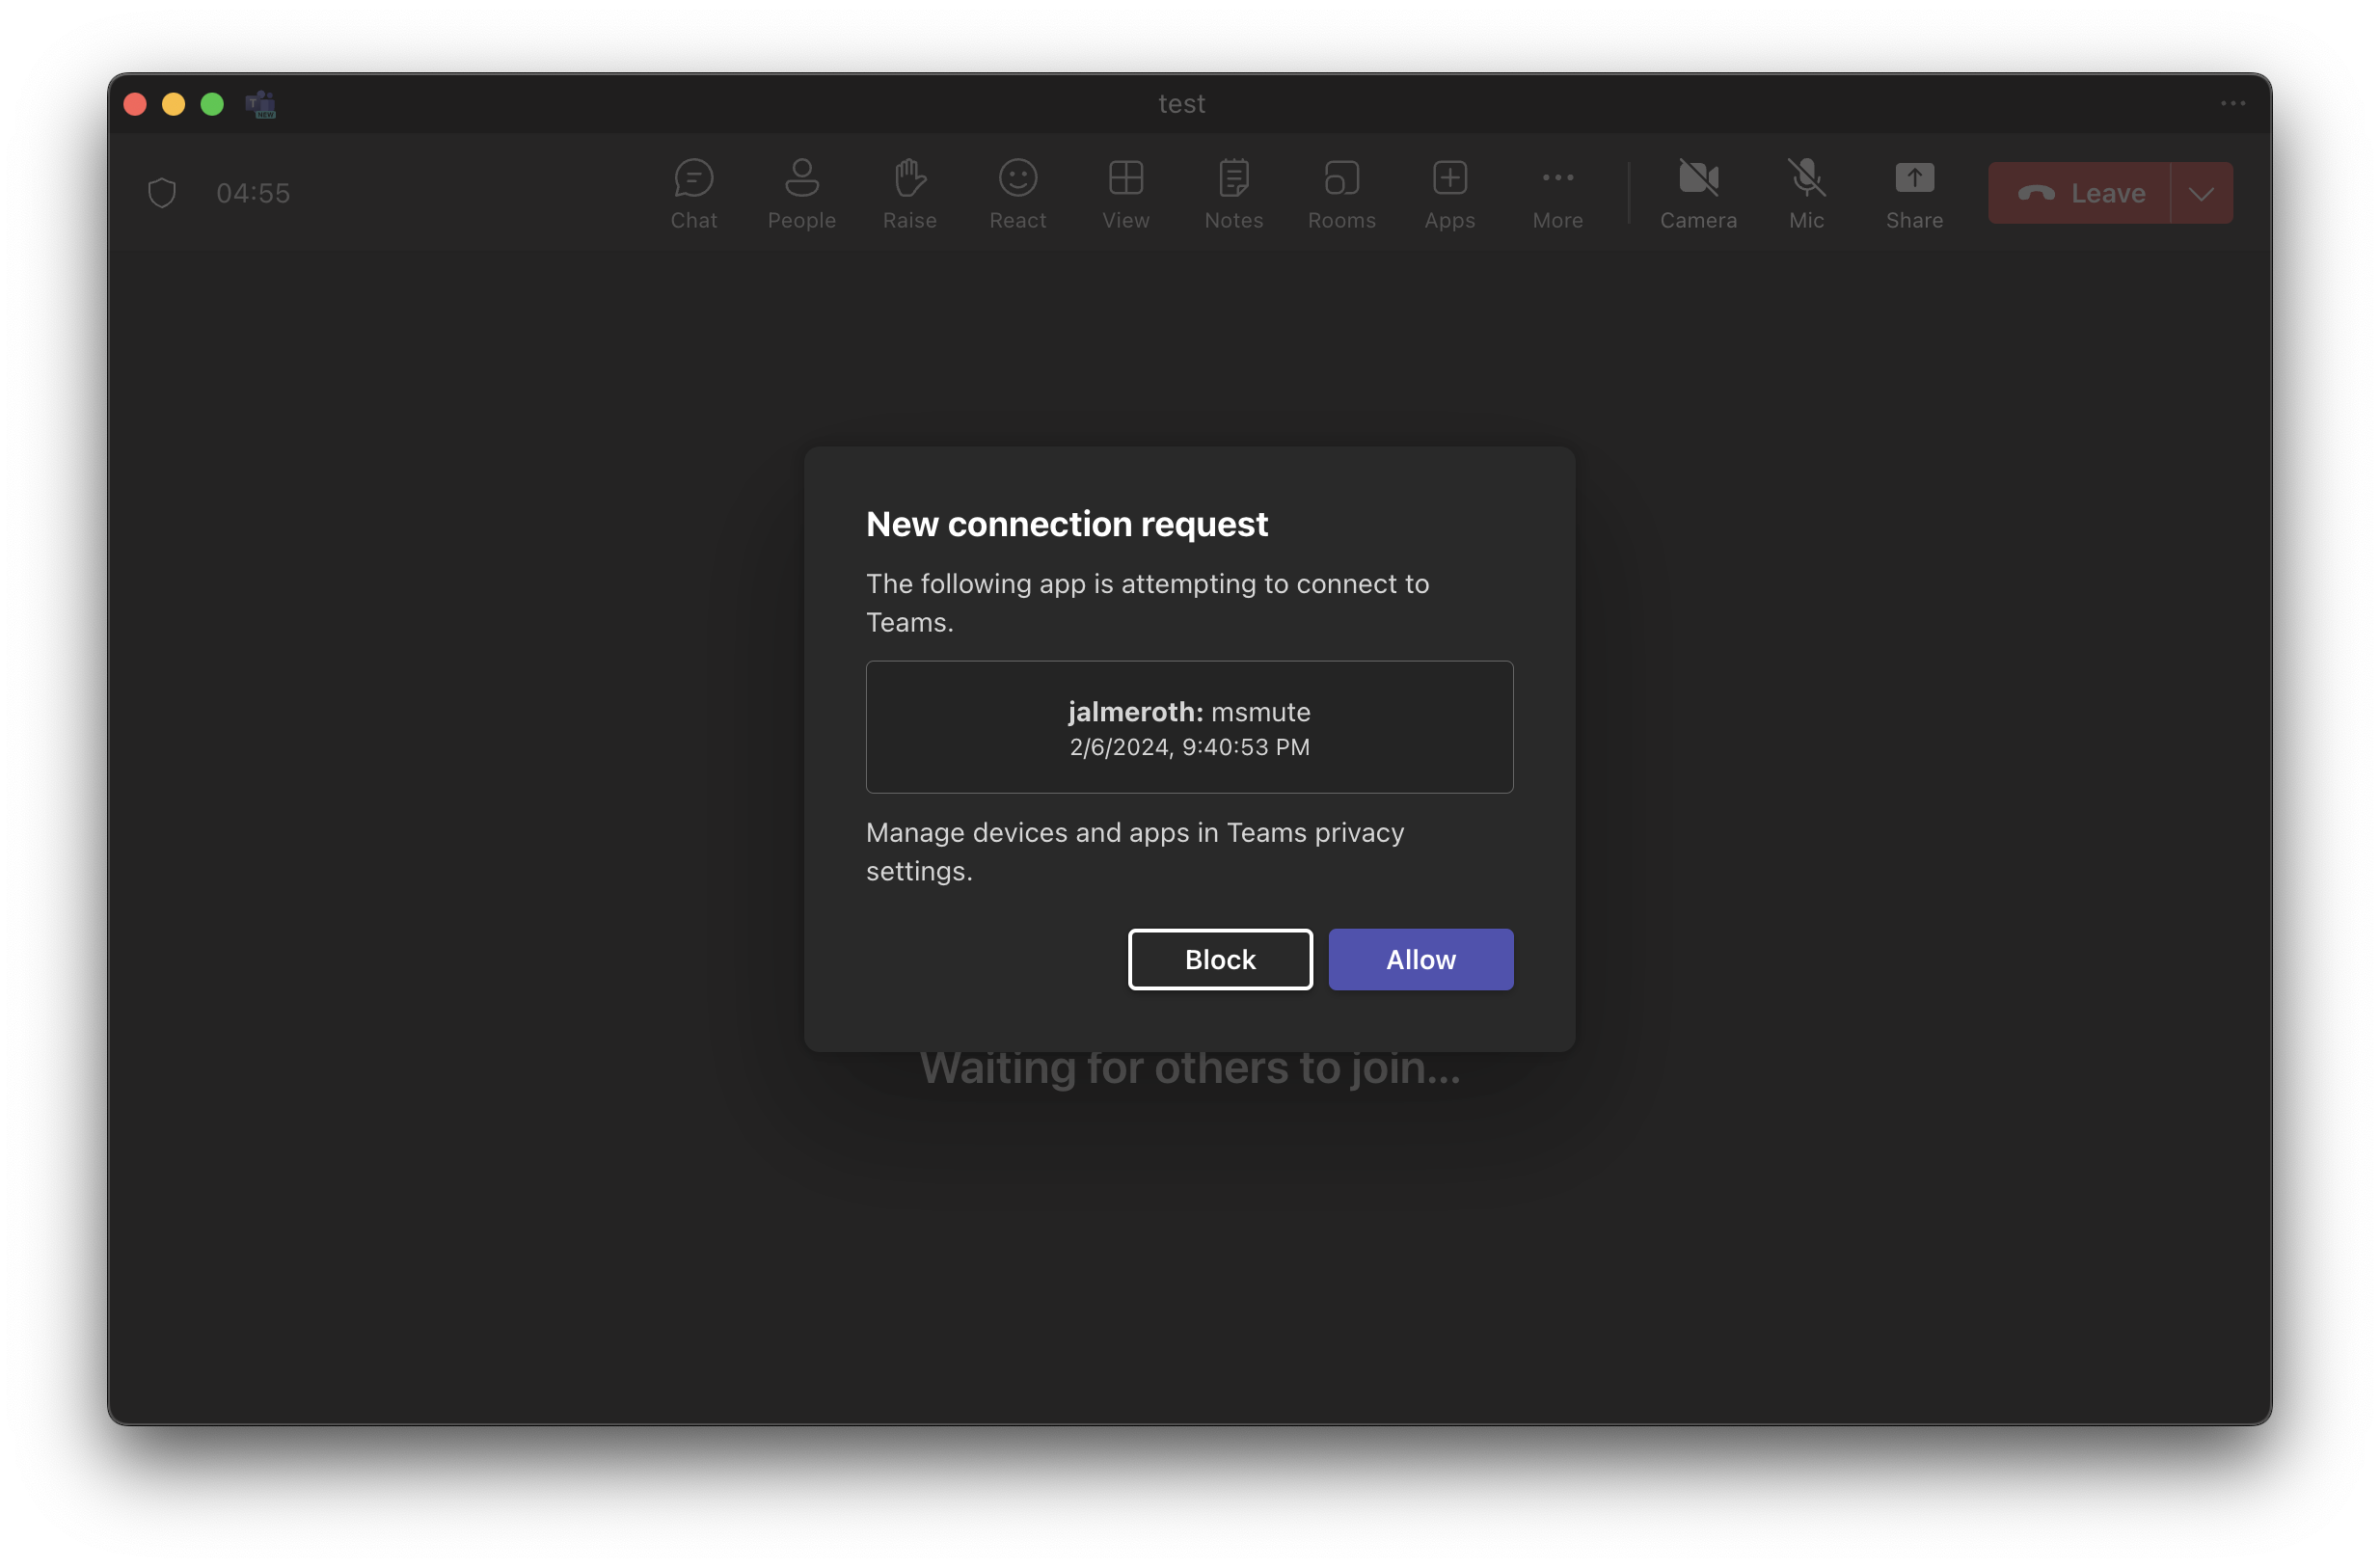 test
04:55
Chat People Raise React View Notes Rooms Apps More Camera Mic Share Leave
New connection request
The following app is attempting to connect to
Teams.
jalmeroth: msmute
2/6/2024, 9:40:53 PM
Manage devices and apps in Teams privacy
settings.
Block Allow
Waiting for others to join...
T
NEW